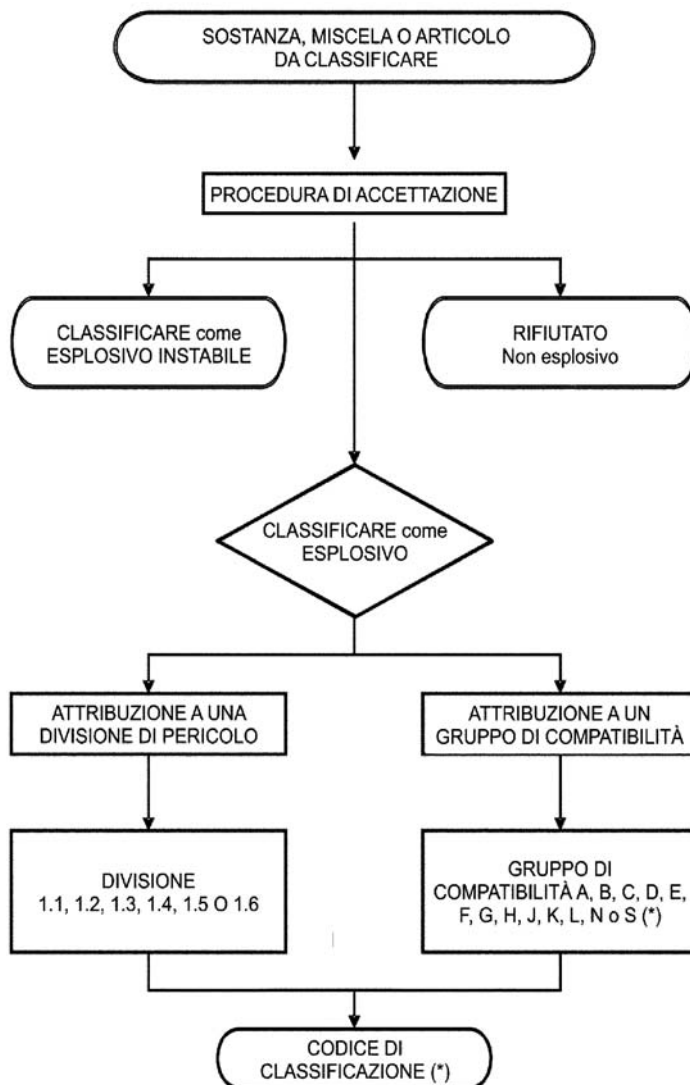 SOSTANZA, MISCELA O ARTICOLO
DA CLASSIFICARE
PROCEDURA DI ACCETTAZIONE
CLASSIFICARE come
ESPLOSIVO INSTABILE
RIFIUTATO
Non esplosivo
CLASSIFICARE come
ESPLOSIVO
ATTRIBUZIONE A UNA
DIVISIONE DI PERICOLO
ATTRIBUZIONE A UN
GRUPPO DI COMPATIBILITÀ
DIVISIONE
1.1, 1.2, 1.3, 1.4, 1.5 O 1.6
GRUPPO DI
COMPATIBILITÀ A, B, C, D, E,
F, G, H, J, K, L, N o S (*)
CODICE DI
CLASSIFICAZIONE (*)